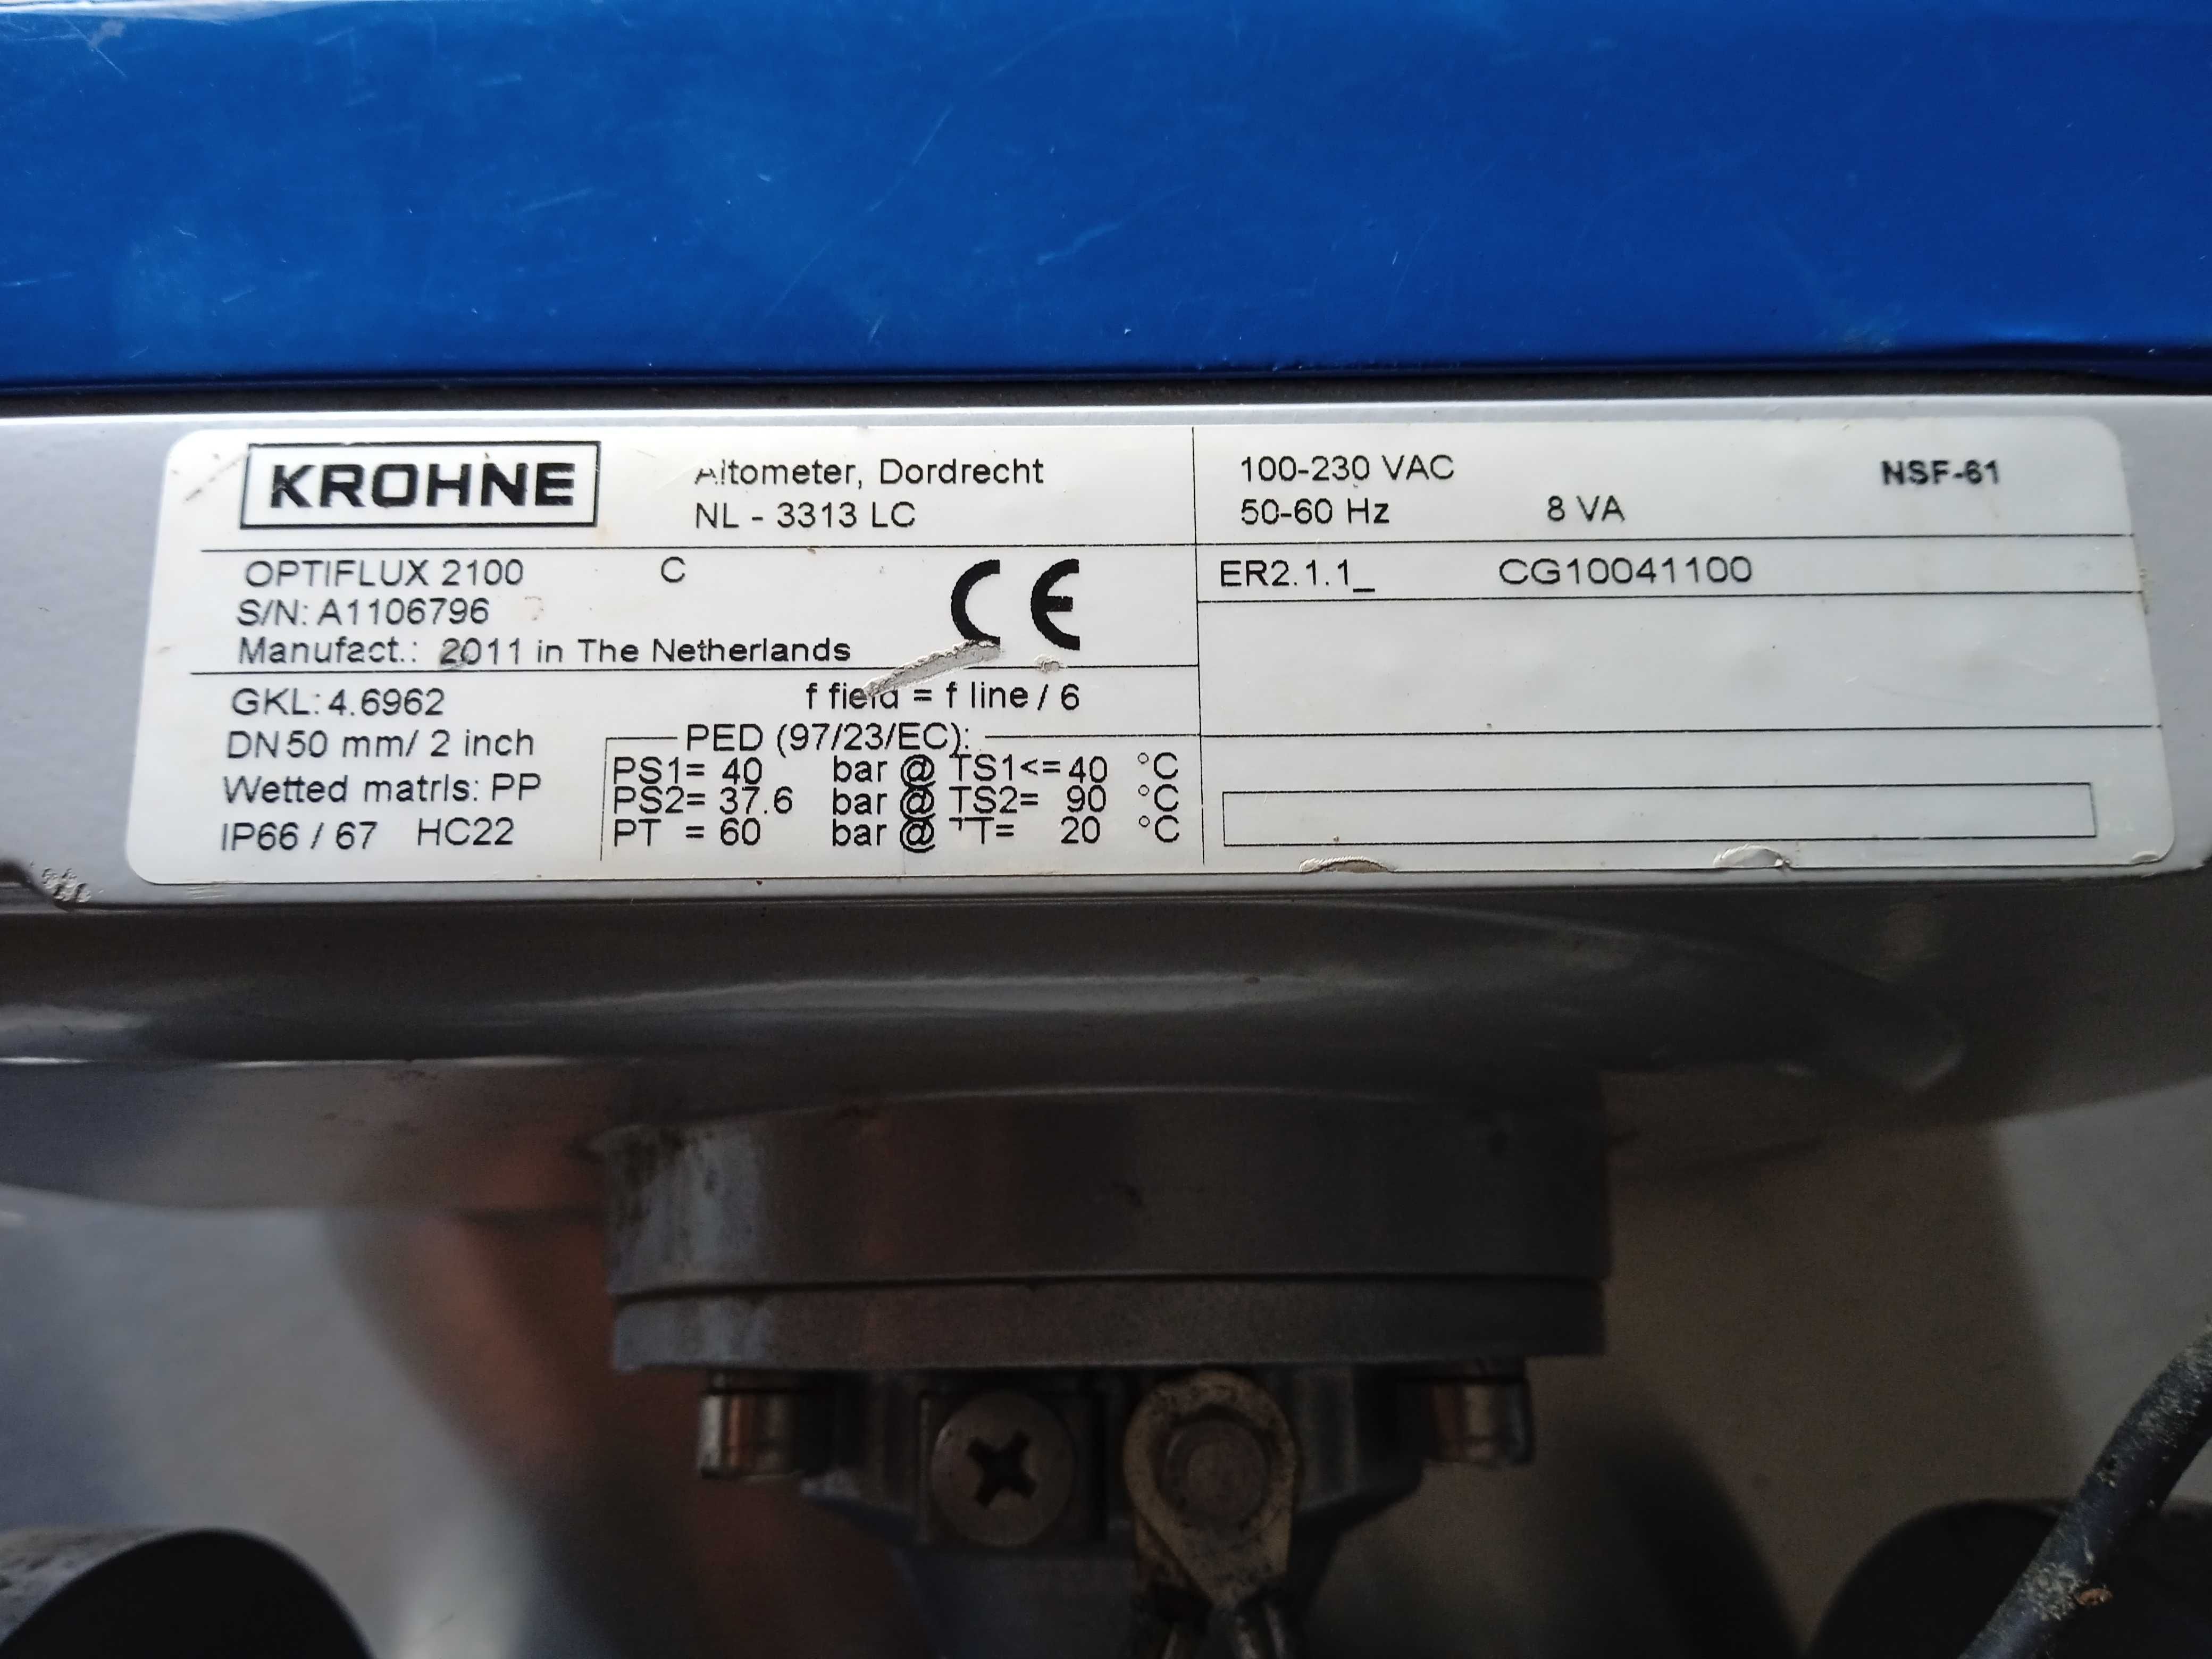 KROHNE
Altometer, Dordrecht
NL - 3313 LC
OPTIFLUX 2100 C
S/N: A1106796
Manufact.: 2011 in The Netherlands
CE
GKL: 4.6962 f field = f line / 6
DN 50 mm/ 2 inch
Wetted matrls: PP
IP66 / 67 HC22
PED (97/23/EC):
PS1= 40 bar @ TS1<= 40 °C
PS2= 37.6 bar @ TS2= 90 °C
PT = 60 bar @ TT= 20 °C
100-230 VAC NSF-61
50-60 Hz 8 VA
ER2.1.1_ CG10041100